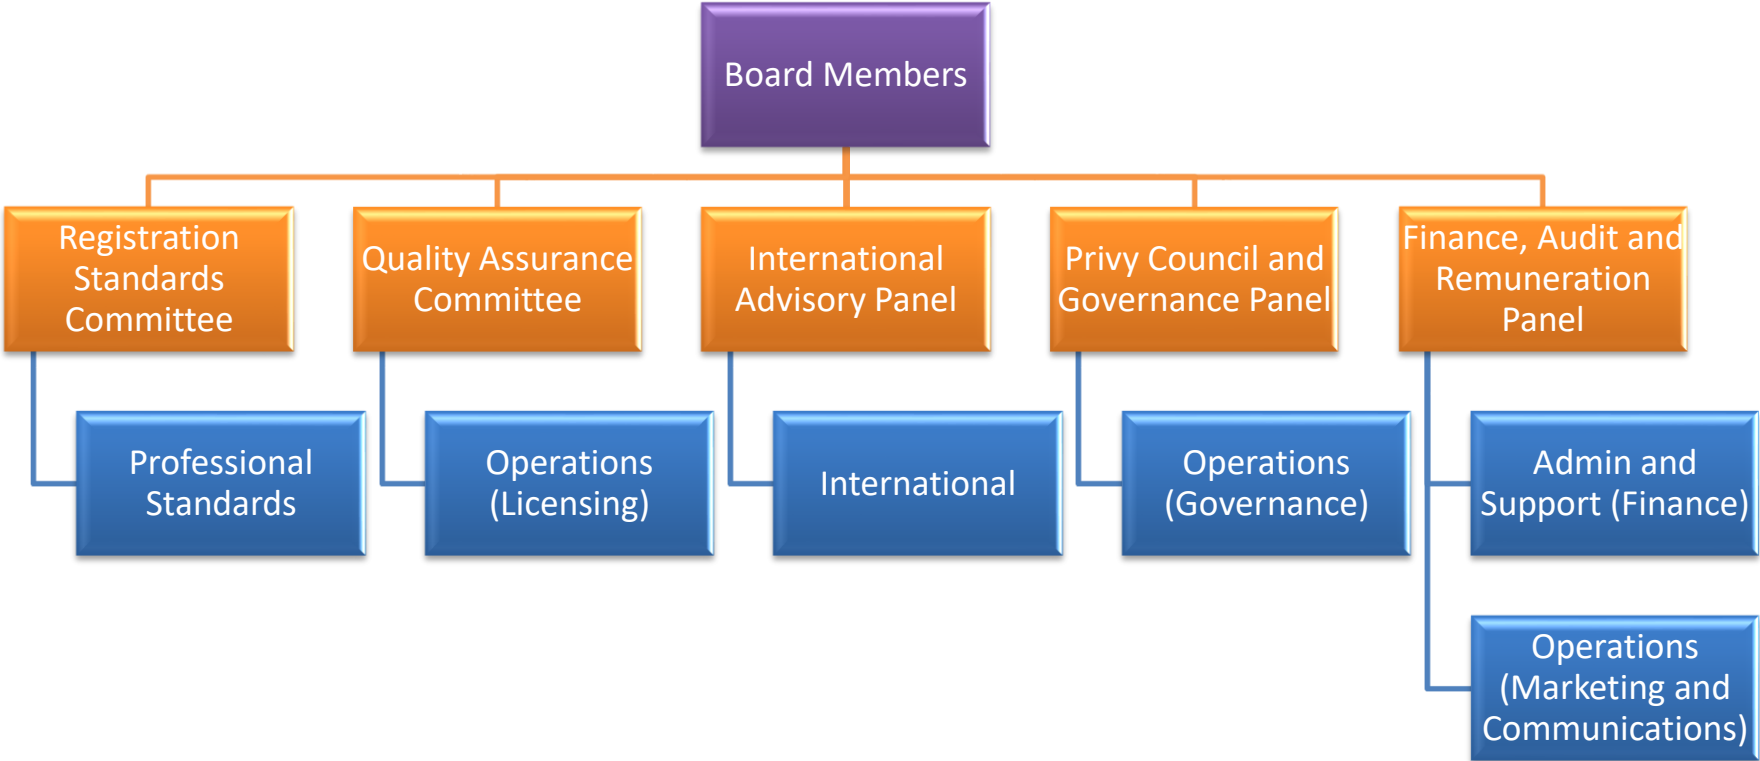 Board Members
Registration
Standards
Committee
Quality Assurance
Committee
International
Advisory Panel
Privy Council and
Governance Panel
Finance, Audit and
Remuneration
Panel
Professional
Standards
Operations
(Licensing)
International
Operations
(Governance)
Admin and
Support (Finance)
Operations
(Marketing and
Communications)